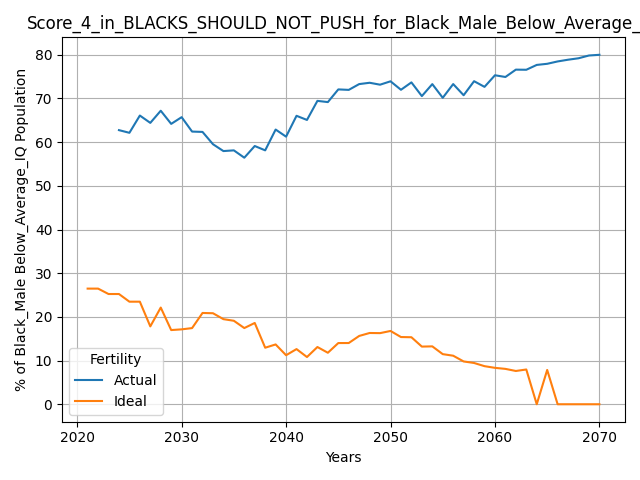 Score_4_in_BLACKS_SHOULD_NOT_PUSH_for_Black_Male_Below_Average_
80
70
60
50
40
30
20
10
0
% of Black_Male Below_Average_IQ Population
Fertility
Actual
Ideal
2020 2030 2040 2050 2060 2070
Years